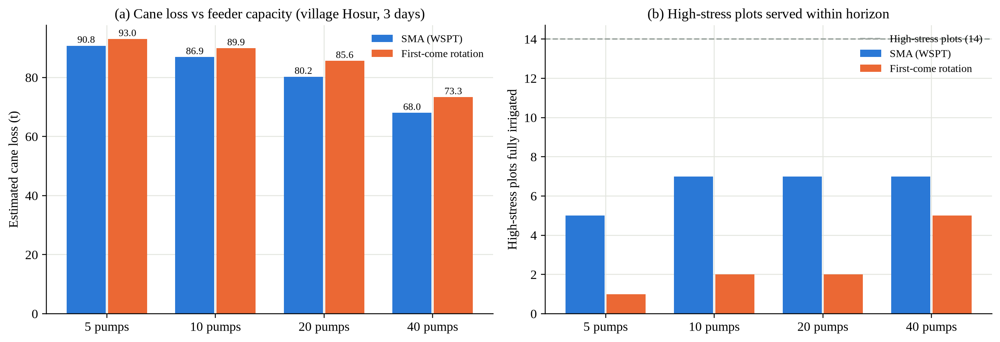 (a) Cane loss vs feeder capacity (village Hosur, 3 days)
Estimated cane loss (t)
80
60
40
20
0
90.8
93.0
86.9
89.9
80.2
85.6
68.0
73.3
SMA (WSPT)
First-come rotation
5 pumps
10 pumps
20 pumps
40 pumps
(b) High-stress plots served within horizon
High-stress plots fully irrigated
14
12
10
8
6
4
2
0
High-stress plots (14)
SMA (WSPT)
First-come rotation
5 pumps
10 pumps
20 pumps
40 pumps